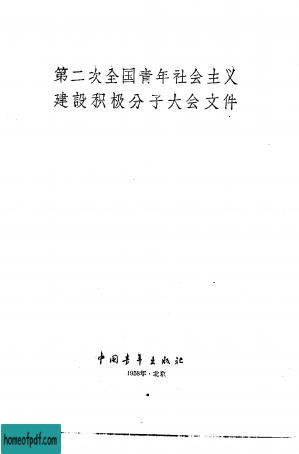 第二次全国青年社会主义
建設积极分子大会文件
中国青年出版社
1958年·北京
homeofpdf.com